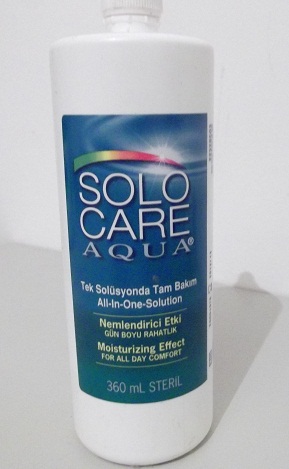 SOLO
CARE
AQUA®
Tek Solüsyonda Tam Bakım
All-In-One-Solution
Nemlendirici Etki
GÜN BOYU RAHATLIK
Moisturizing Effect
FOR ALL DAY COMFORT
360 mL STERİL